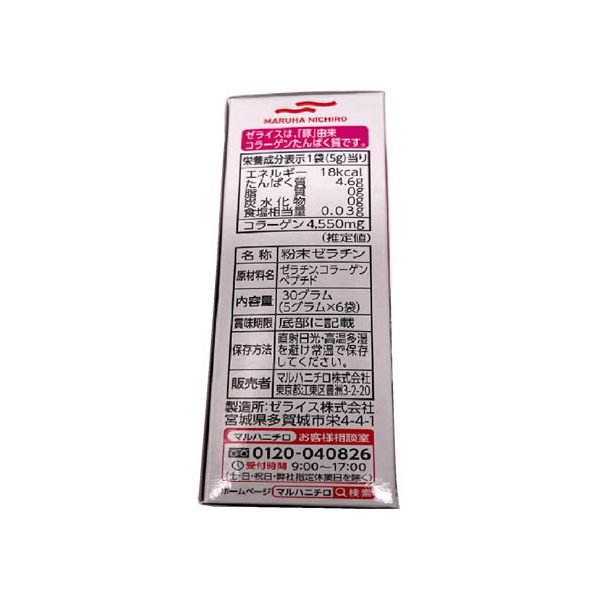 MARUHA NICHIRO
ゼライスは、「豚」由来
コラーゲンたんぱく質です。
栄養成分表示1袋(5g)当り
エネルギー 18kcal
たんぱく質 4.6g
脂質 0g
炭水化物 0g
食塩相当量 0.03g
コラーゲン 4,550mg
(推定値)
名称 粉末ゼラチン
原材料名 ゼラチン、コラーゲン
ペプチド
内容量 30グラム
(5グラム×6袋)
賞味期限 底部に記載
保存方法 直射日光・高温多湿
を避け常温で保存
してください。
販売者 マルハニチロ株式会社
東京都江東区豊洲3-2-20
製造所:ゼライス株式会社
宮城県多賀城市栄4-4-1
マルハニチロ お客様相談室
0120-040826
受付時間 9:00~17:00
(土・日・祝日・弊社指定休業日を除く)
ホームページ マルハニチロ 検索